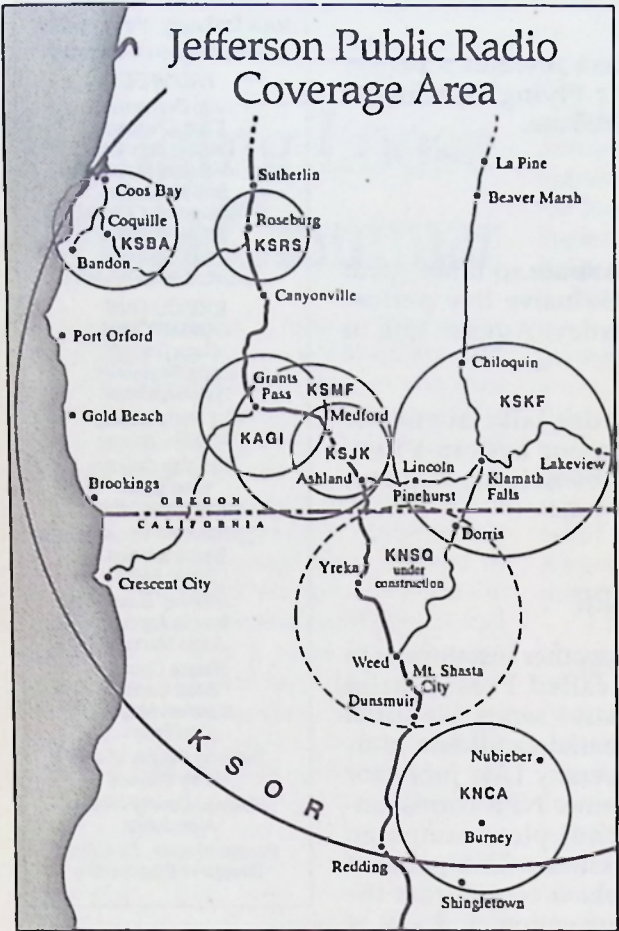 Jefferson Public Radio
Coverage Area
La Pine
Sutherlin
Coos Bay
Beaver Marsh
Coquille
Roseburg
KSBA
KSRS
Bandon
Canyonville
Port Orford
Chiloquin
Grants
Pass
KSMF
KSKF
Gold Beach
Medford
KAGI
KSJK
Lincoln
Lakeview
Ashland
Klamath
Falls
Brookings
Pinehurst
OREGON
CALIFORNIA
Dorris
KNSQ
under
construction
Yreka
Crescent City
Weed
Mt. Shasta
City
Dunsmuir
KSOR
Nubieber
KNCA
Burney
Redding
Shingletown